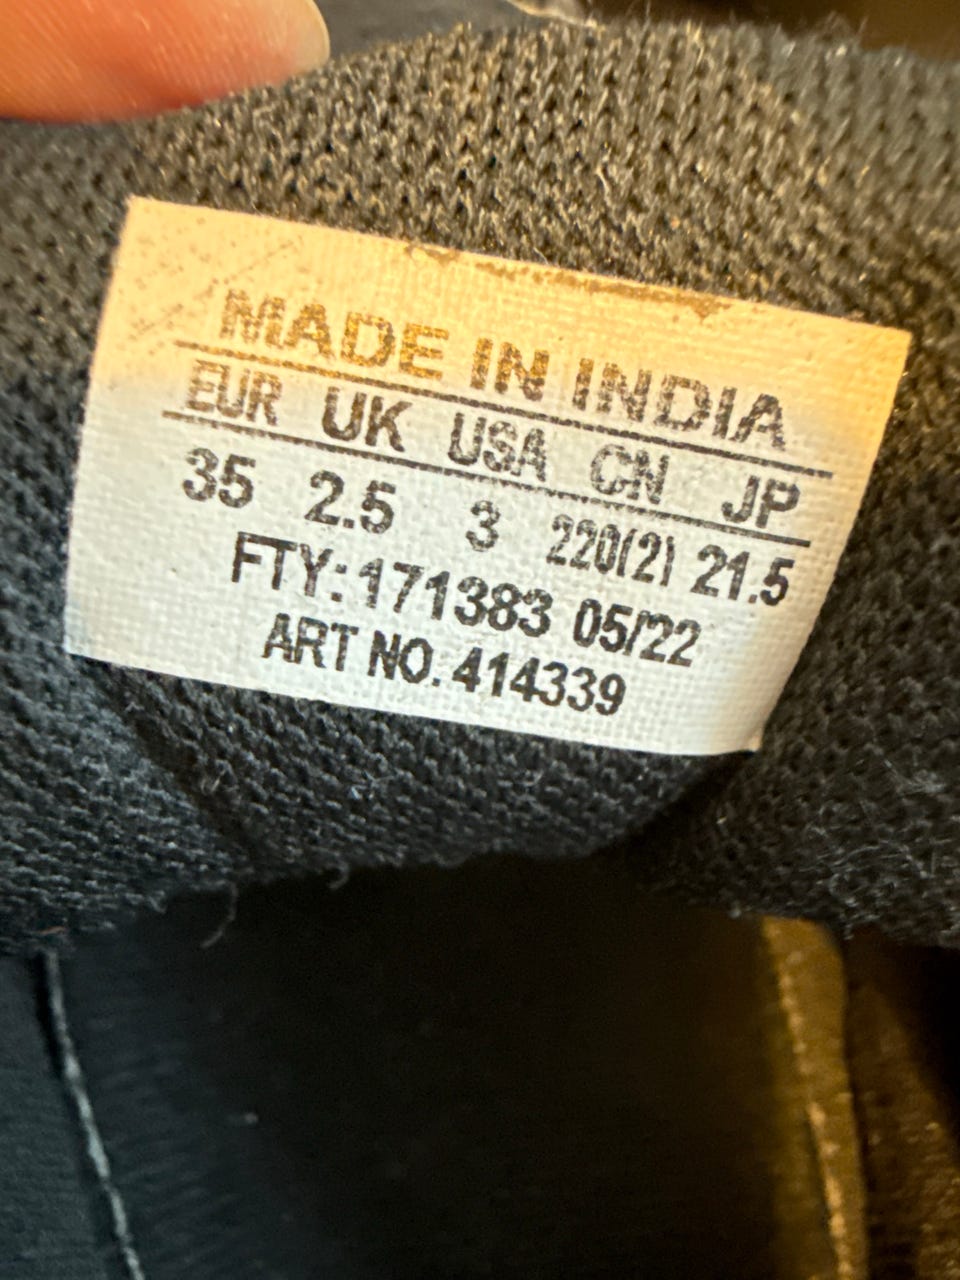 MADE IN INDIA
EUR UK USA CN JP
35 2.5 3 220(2) 21.5
FTY:171383 05/22
ART NO. 414339